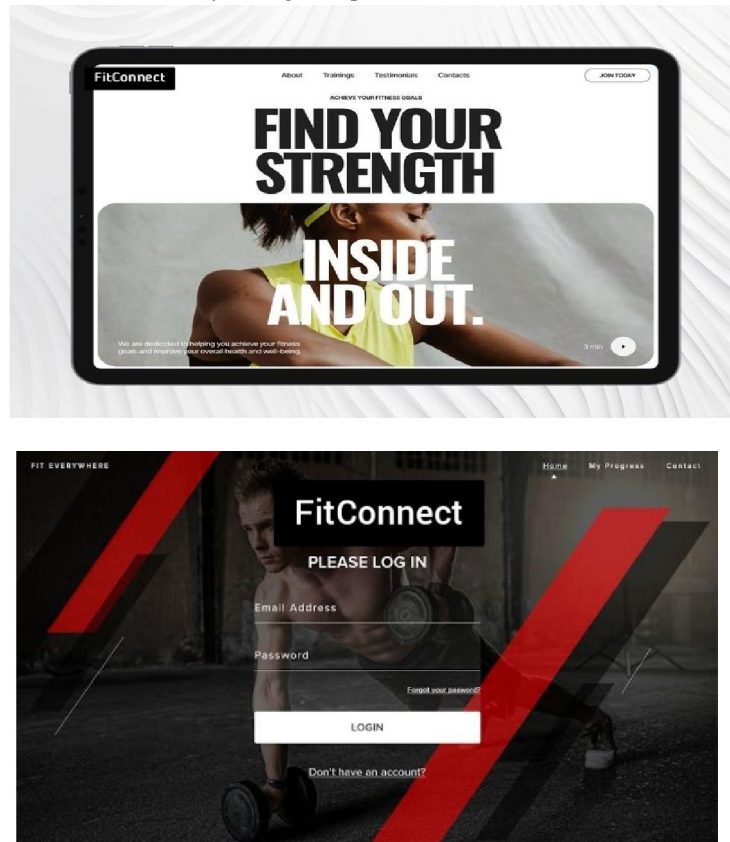 FitConnect
About Trainings Testimonials Contacts
JOIN TODAY
ACHIEVE YOUR FITNESS GOALS
FIND YOUR
STRENGTH
INSIDE
AND OUT.
We are dedicated to helping you achieve your fitness
goals and improve your overall health and well-being.
3 min
FIT EVERYWHERE
Home My Progress Contact
FitConnect
PLEASE LOG IN
Email Address
Password
Forgot your password?
LOGIN
Don't have an account?